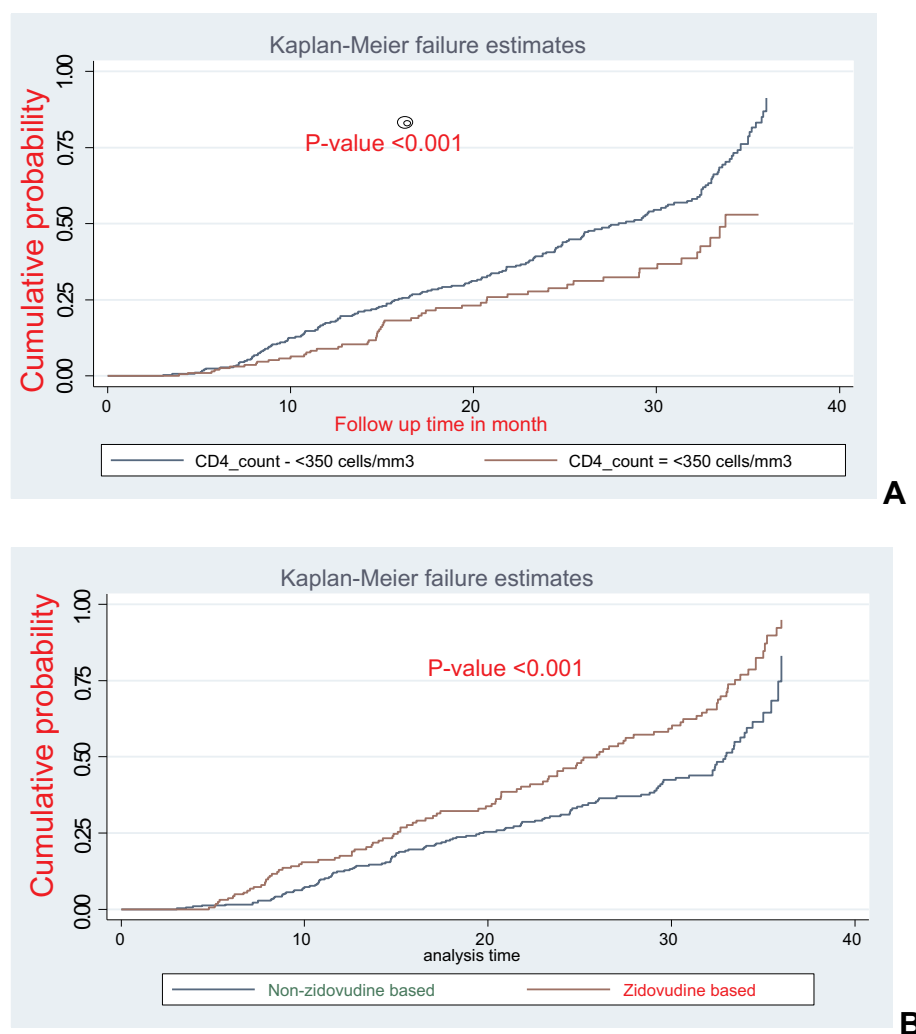 Kaplan-Meier failure estimates
Cumulative probability
1.00
0.75
0.50
0.25
0.00
P-value <0.001
0 10 20 30 40
Follow up time in month
CD4_count - <350 cells/mm3 CD4_count = <350 cells/mm3
A
Kaplan-Meier failure estimates
Cumulative probability
1.00
0.75
0.50
0.25
0.00
P-value <0.001
0 10 20 30 40
analysis time
Non-zidovudine based Zidovudine based
B